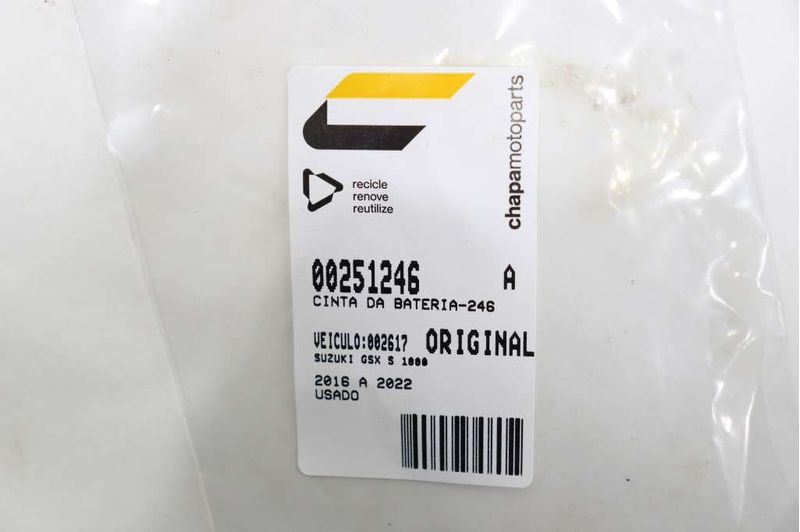 chapamotoparts
recicle
renove
reutilize
00251246 A
CINTA DA BATERIA-246
VEICULO:002617 ORIGINAL
SUZUKI GSX S 1000
2016 A 2022
USADO